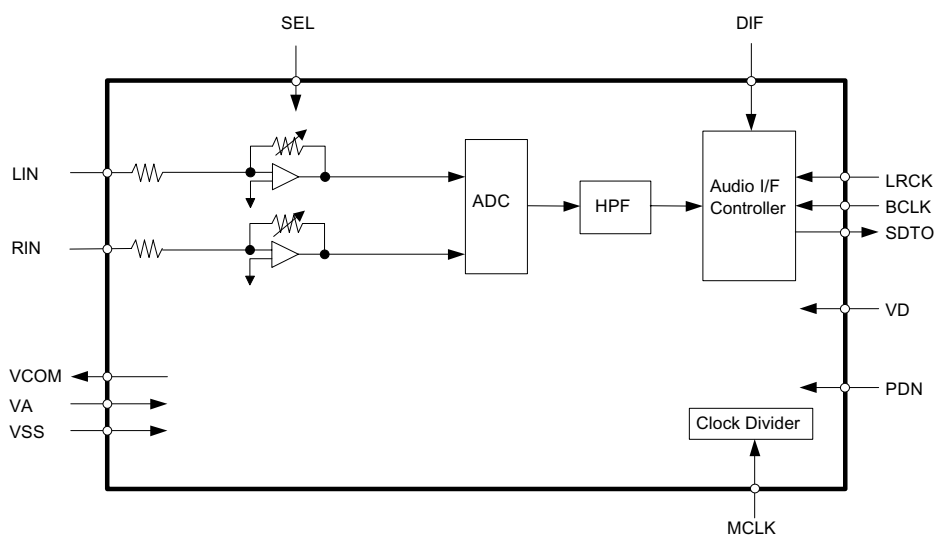 SEL
DIF
LIN
RIN
ADC
HPF
Audio I/F
Controller
LRCK
BCLK
SDTO
VD
VCOM
VA
VSS
PDN
Clock Divider
MCLK